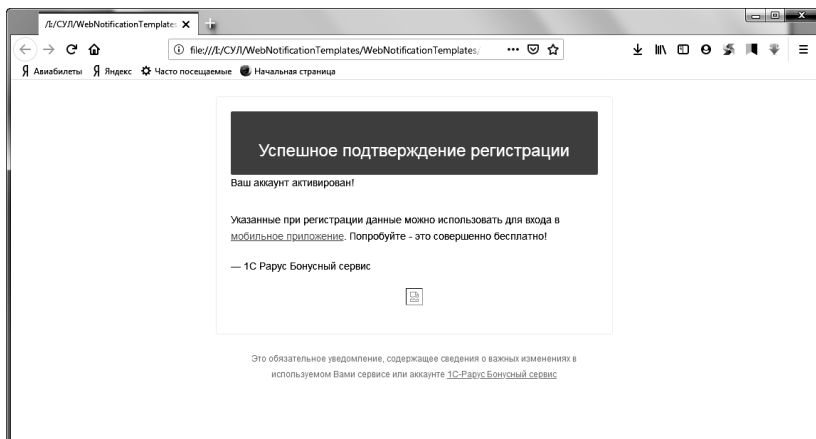 /E:/СУЛ/WebNotificationTemplates
file:///E:/СУЛ/WebNotificationTemplates/WebNotificationTemplates/
Авиабилеты Яндекс Часто посещаемые Начальная страница
Успешное подтверждение регистрации
Ваш аккаунт активирован!
Указанные при регистрации данные можно использовать для входа в
мобильное приложение. Попробуйте - это совершенно бесплатно!
— 1С Рарус Бонусный сервис
Это обязательное уведомление, содержащее сведения о важных изменениях в
используемом Вами сервисе или аккаунте 1С-Рарус Бонусный сервис